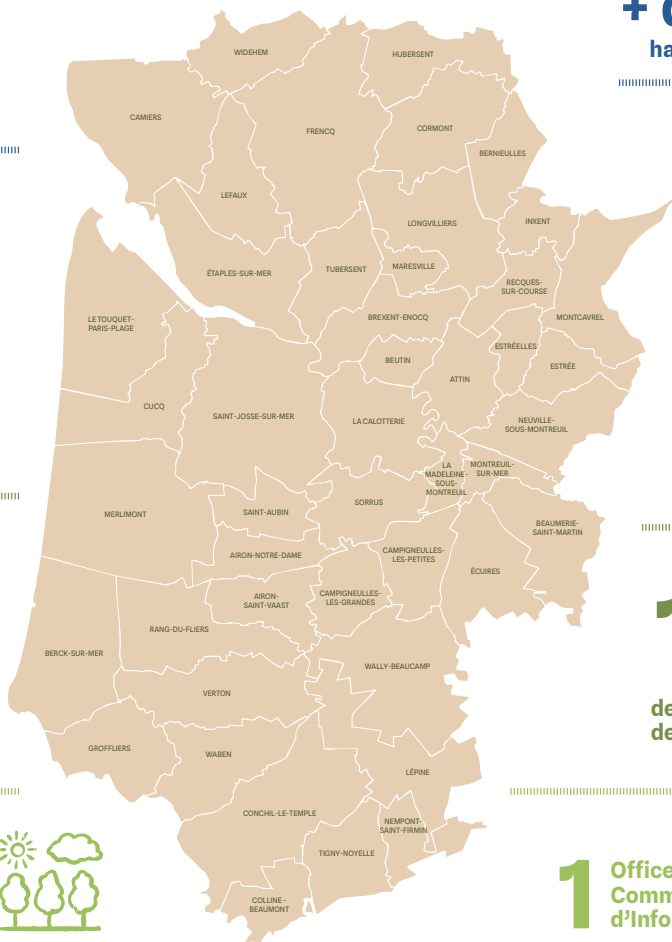 +
ha
WIDEHEM
HUBERSENT
CAMIERS
FRENCQ
CORMONT
BERNIEULLES
LEFAUX
LONGVILLIERS
INXENT
ÉTAPLES-SUR-MER
TUBERSENT
MARESVILLE
RECQUES-
SUR-COURSE
LE TOUQUET-
PARIS-PLAGE
BREXENT-ENOCQ
MONTCAVREL
ESTRÉELLES
BEUTIN
ESTRÉE
ATTIN
CUCQ
SAINT-JOSSE-SUR-MER
LA CALOTTERIE
NEUVILLE-
SOUS-MONTREUIL
LA
MADELEINE-
SOUS-
MONTREUIL
MONTREUIL-
SUR-MER
SORRUS
MERLIMONT
SAINT-AUBIN
BEAUMERIE-
SAINT-MARTIN
AIRON-NOTRE-DAME
CAMPIGNEULLES-
LES-PETITES
ÉCUIRES
AIRON-
SAINT-VAAST
CAMPIGNEULLES-
LES-GRANDES
RANG-DU-FLIERS
BERCK-SUR-MER
WALLY-BEAUCAMP
VERTON
de
de
GROFFLIERS
WABEN
LÉPINE
CONCHIL-LE-TEMPLE
NEMPONT-
SAINT-FIRMIN
TIGNY-NOYELLE
COLLINE-
BEAUMONT
1
Office
Comm
d'Info